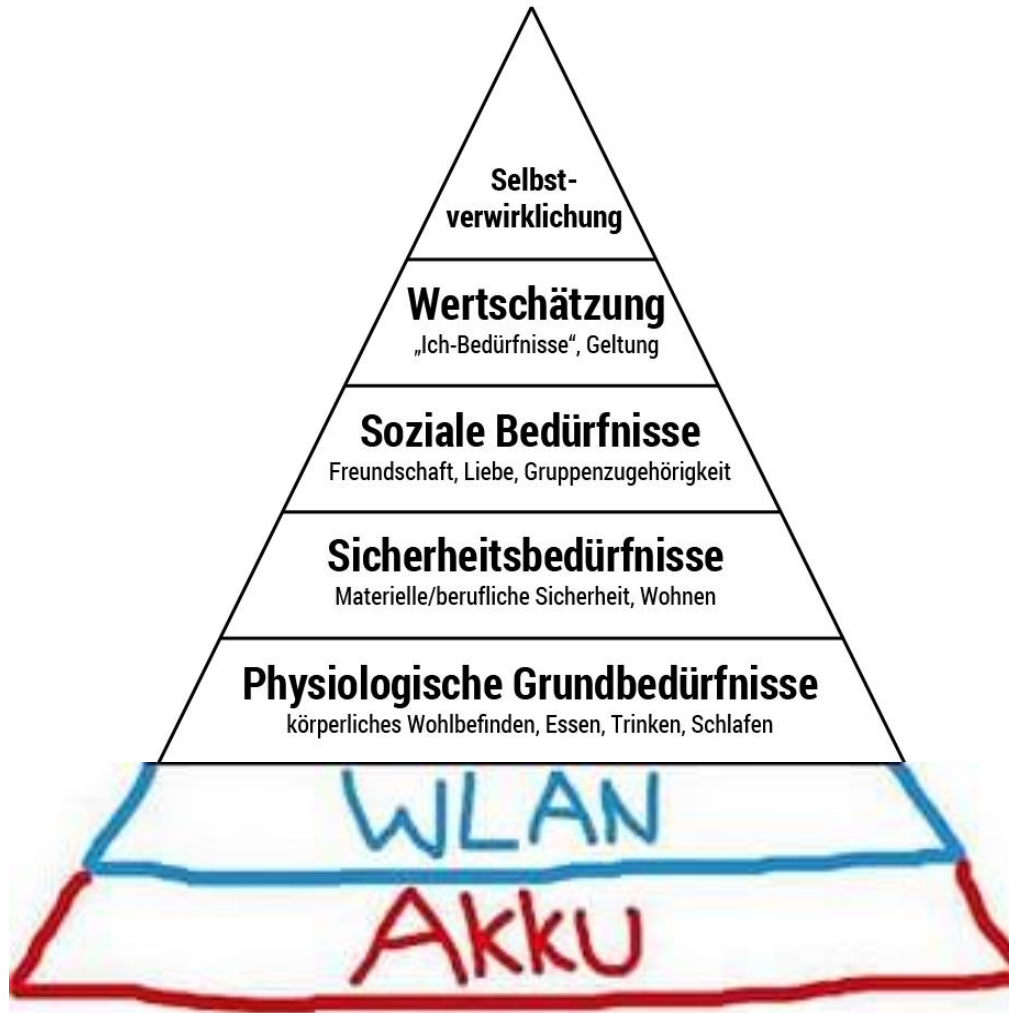 Selbst-
verwirklichung
Wertschätzung
„Ich-Bedürfnisse“, Geltung
Soziale Bedürfnisse
Freundschaft, Liebe, Gruppenzugehörigkeit
Sicherheitsbedürfnisse
Materielle/berufliche Sicherheit, Wohnen
Physiologische Grundbedürfnisse
körperliches Wohlbefinden, Essen, Trinken, Schlafen
WLAN
Akku